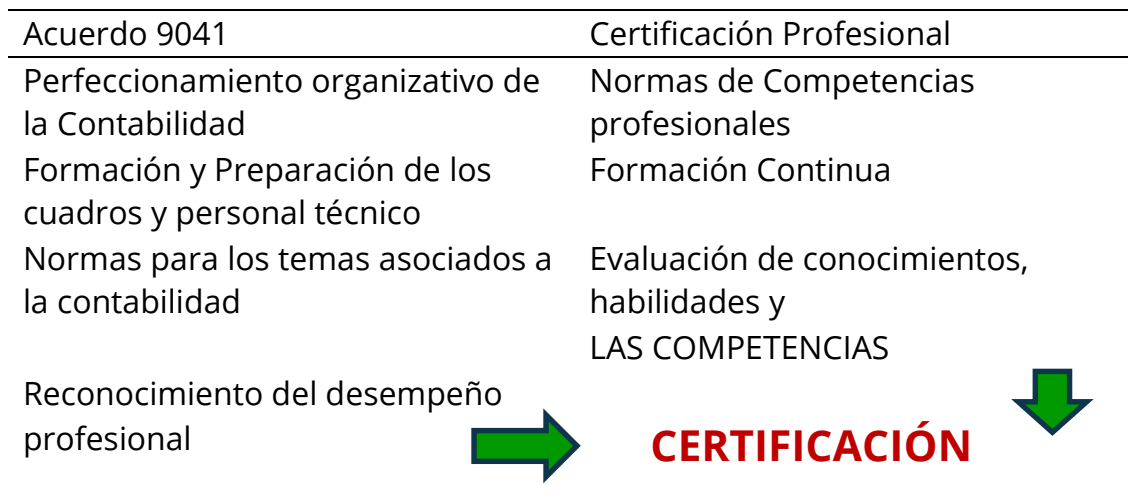 Acuerdo 9041
Certificación Profesional
Perfeccionamiento organizativo de
la Contabilidad
Normas de Competencias
profesionales
Formación y Preparación de los
cuadros y personal técnico
Formación Continua
Normas para los temas asociados a
la contabilidad
Evaluación de conocimientos,
habilidades y
LAS COMPETENCIAS
Reconocimiento del desempeño
profesional
CERTIFICACIÓN